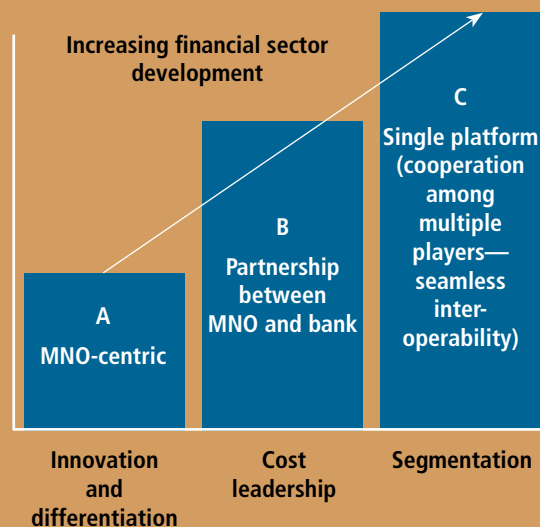 Increasing financial sector
development
C
Single platform
(cooperation
among
multiple
players—
seamless
inter-
operability)
B
Partnership
between
MNO and bank
A
MNO-centric
Innovation
and
differentiation
Cost
leadership
Segmentation